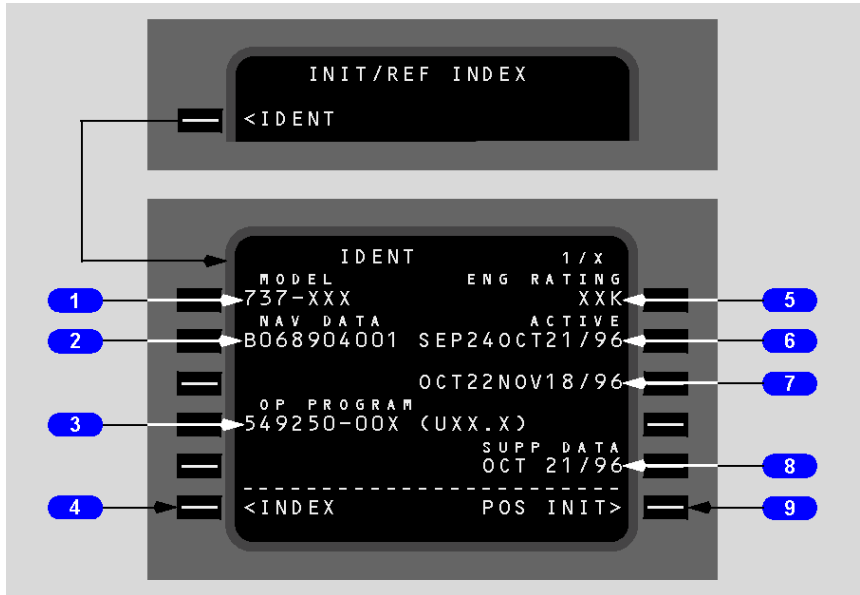 INIT/REF INDEX
<IDENT
IDENT 1/X
MODEL ENG RATING
1 737-XXX XXK 5
NAV DATA ACTIVE
2 B068904001 SEP24OCT21/96 6
OCT22NOV18/96 7
OP PROGRAM
3 549250-00X (UXX.X)
SUPP DATA
OCT 21/96 8
4 <INDEX POS INIT> 9